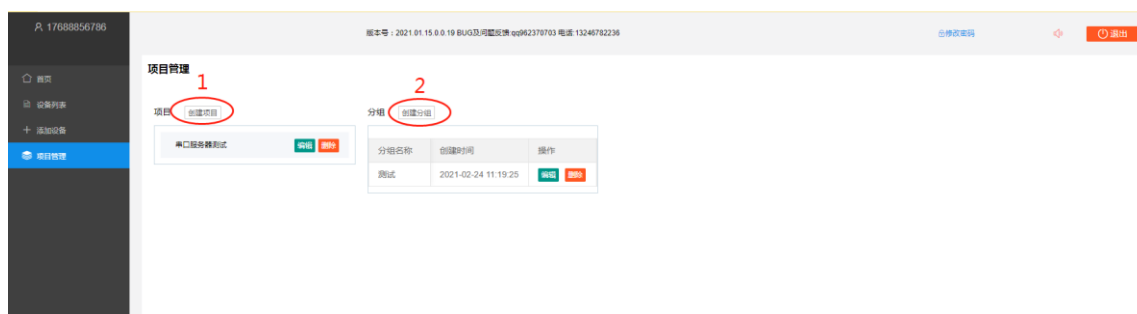 17688856786
版本号：2021.01.15.0.0.19 BUG及问题反馈:qq962370703 电话:13246782236
修改密码
退出
首页
设备列表
添加设备
项目管理
项目管理
1
2
项目 创建项目
分组 创建分组
串口服务器测试 编辑 删除
分组名称 创建时间 操作
测试 2021-02-24 11:19:25 编辑 删除